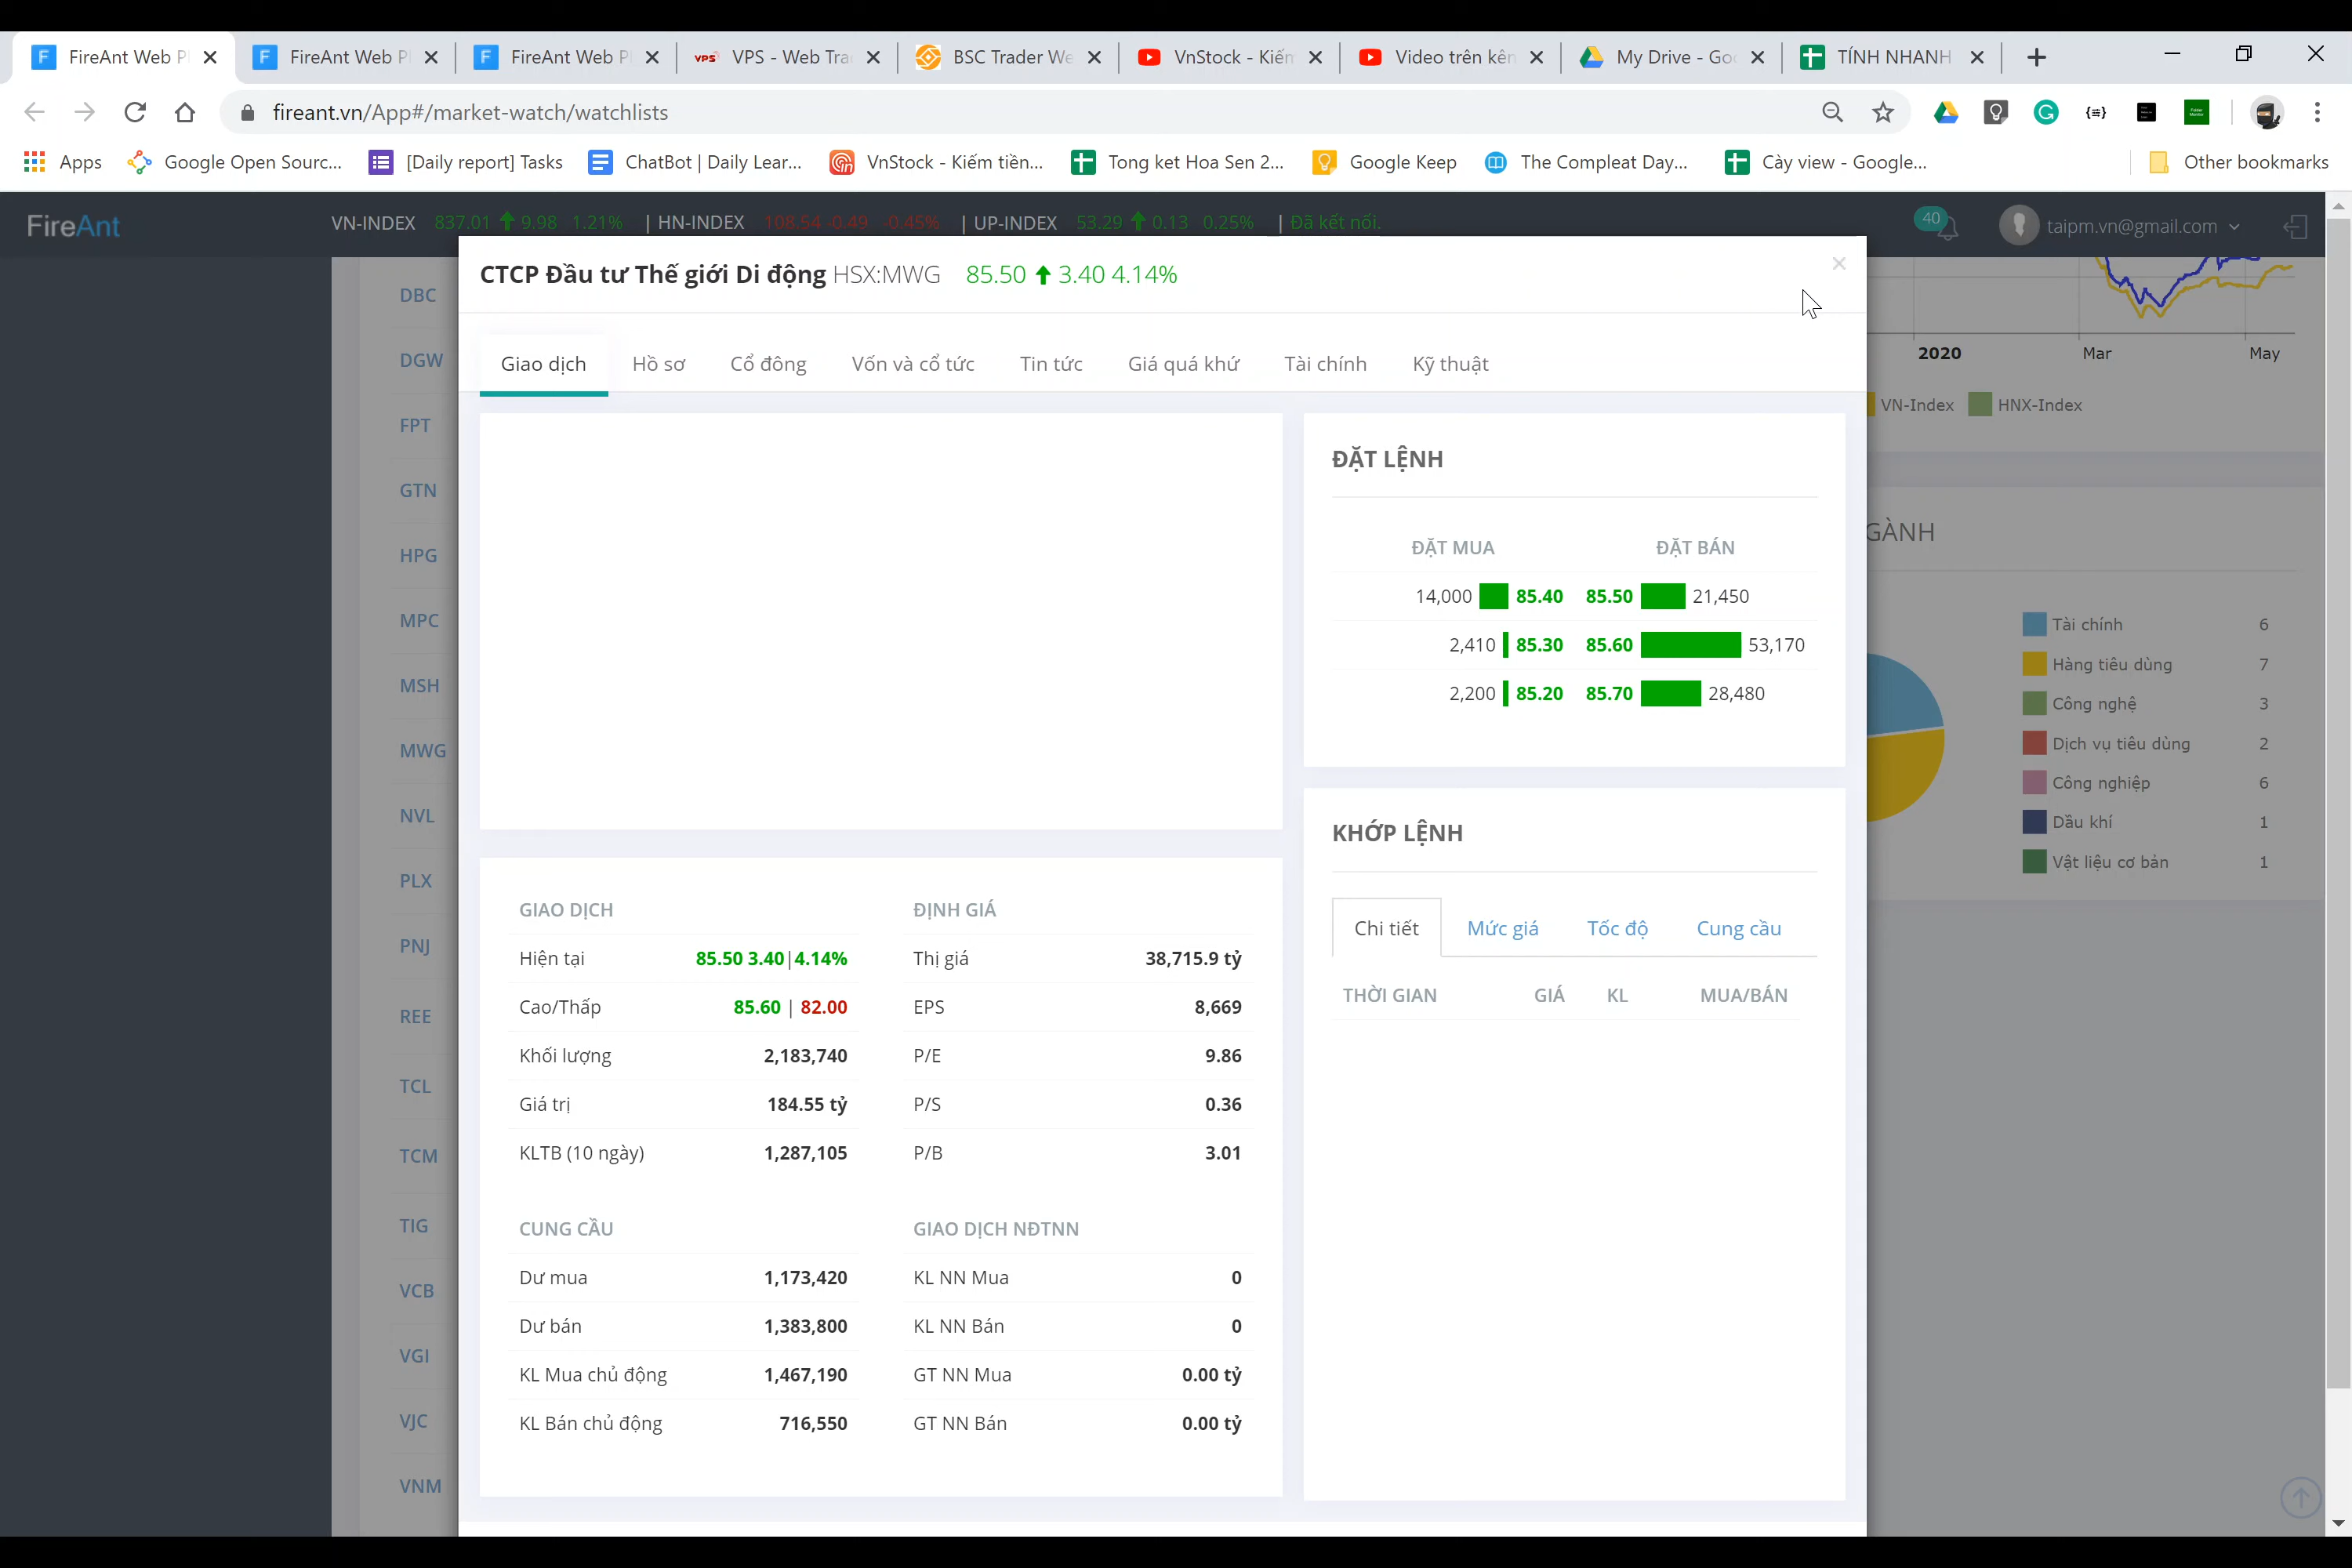 FireAnt Web Pl
FireAnt Web Pl
FireAnt Web Pl
VPS VPS - Web Tra
BSC Trader We
VnStock - Kiếm
Video trên kên
My Drive - Goo
TÍNH NHANH
fireant.vn/App#/market-watch/watchlists
Apps
Google Open Sourc...
[Daily report] Tasks
ChatBot | Daily Lear...
VnStock - Kiếm tiền...
Tong ket Hoa Sen 2...
Google Keep
The Compleat Day...
Cày view - Google...
Other bookmarks
FireAnt
VN-INDEX 837.01 9.98 1.21% | HN-INDEX 108.54 -0.49 -0.45% | UP-INDEX 53.29 0.13 0.25% | Đã kết nối.
40
taipm.vn@gmail.com
DBC
DGW
FPT
GTN
HPG
MPC
MSH
MWG
NVL
PLX
PNJ
REE
TCL
TCM
TIG
VCB
VGI
VJC
VNM
CTCP Đầu tư Thế giới Di động HSX:MWG 85.50 3.40 4.14%
×
Giao dịch Hồ sơ Cổ đông Vốn và cổ tức Tin tức Giá quá khứ Tài chính Kỹ thuật
ĐẶT LỆNH
ĐẶT MUA ĐẶT BÁN
14,000 85.40 85.50 21,450
2,410 85.30 85.60 53,170
2,200 85.20 85.70 28,480
KHỚP LỆNH
Chi tiết Mức giá Tốc độ Cung cầu
THỜI GIAN GIÁ KL MUA/BÁN
GIAO DỊCH
Hiện tại 85.50 3.40|4.14%
Cao/Thấp 85.60 | 82.00
Khối lượng 2,183,740
Giá trị 184.55 tỷ
KLTB (10 ngày) 1,287,105
ĐỊNH GIÁ
Thị giá 38,715.9 tỷ
EPS 8,669
P/E 9.86
P/S 0.36
P/B 3.01
CUNG CẦU
Dư mua 1,173,420
Dư bán 1,383,800
KL Mua chủ động 1,467,190
KL Bán chủ động 716,550
GIAO DỊCH NĐTNN
KL NN Mua 0
KL NN Bán 0
GT NN Mua 0.00 tỷ
GT NN Bán 0.00 tỷ
2020 Mar May
VN-Index HNX-Index
GÀNH
Tài chính 6
Hàng tiêu dùng 7
Công nghệ 3
Dịch vụ tiêu dùng 2
Công nghiệp 6
Dầu khí 1
Vật liệu cơ bản 1